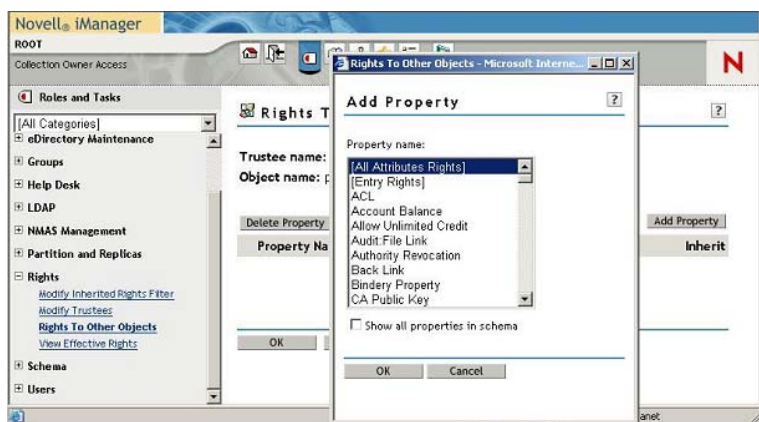 Novell® iManager
ROOT
Collection Owner Access
N
Roles and Tasks
[All Categories]
eDirectory Maintenance
Groups
Help Desk
LDAP
NMAS Management
Partition and Replicas
Rights
Modify Inherited Rights Filter
Modify Trustees
Rights To Other Objects
View Effective Rights
Schema
Users
Rights T
?
Trustee name:
Object name: p
Delete Property
Add Property
Property Na
Inherit
OK
Rights To Other Objects - Microsoft Interne...
Add Property
?
Property name:
[All Attributes Rights]
[Entry Rights]
ACL
Account Balance
Allow Unlimited Credit
Audit:File Link
Authority Revocation
Back Link
Bindery Property
CA Public Key
Show all properties in schema
OK
Cancel
anet